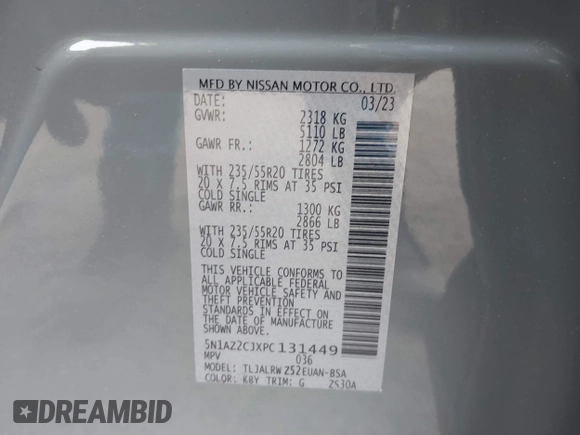 MFD BY NISSAN MOTOR CO., LTD.
DATE: 03/23
GVWR: 2318 KG
5110 LB
GAWR FR.: 1272 KG
2804 LB
WITH 235/55R20 TIRES
20 X 7.5 RIMS AT 35 PSI
COLD SINGLE
GAWR RR.: 1300 KG
2866 LB
WITH 235/55R20 TIRES
20 X 7.5 RIMS AT 35 PSI
COLD SINGLE
THIS VEHICLE CONFORMS TO
ALL APPLICABLE FEDERAL
MOTOR VEHICLE SAFETY AND
THEFT PREVENTION
STANDARDS IN EFFECT ON
THE DATE OF MANUFACTURE
SHOWN ABOVE.
5N1AZ2CJXPC131449
MPV 036
MODEL: TLJALRWZ52EUAN-BSA
COLOR: KBY TRIM: G ZS30A
DREAMBID
DREAMBID